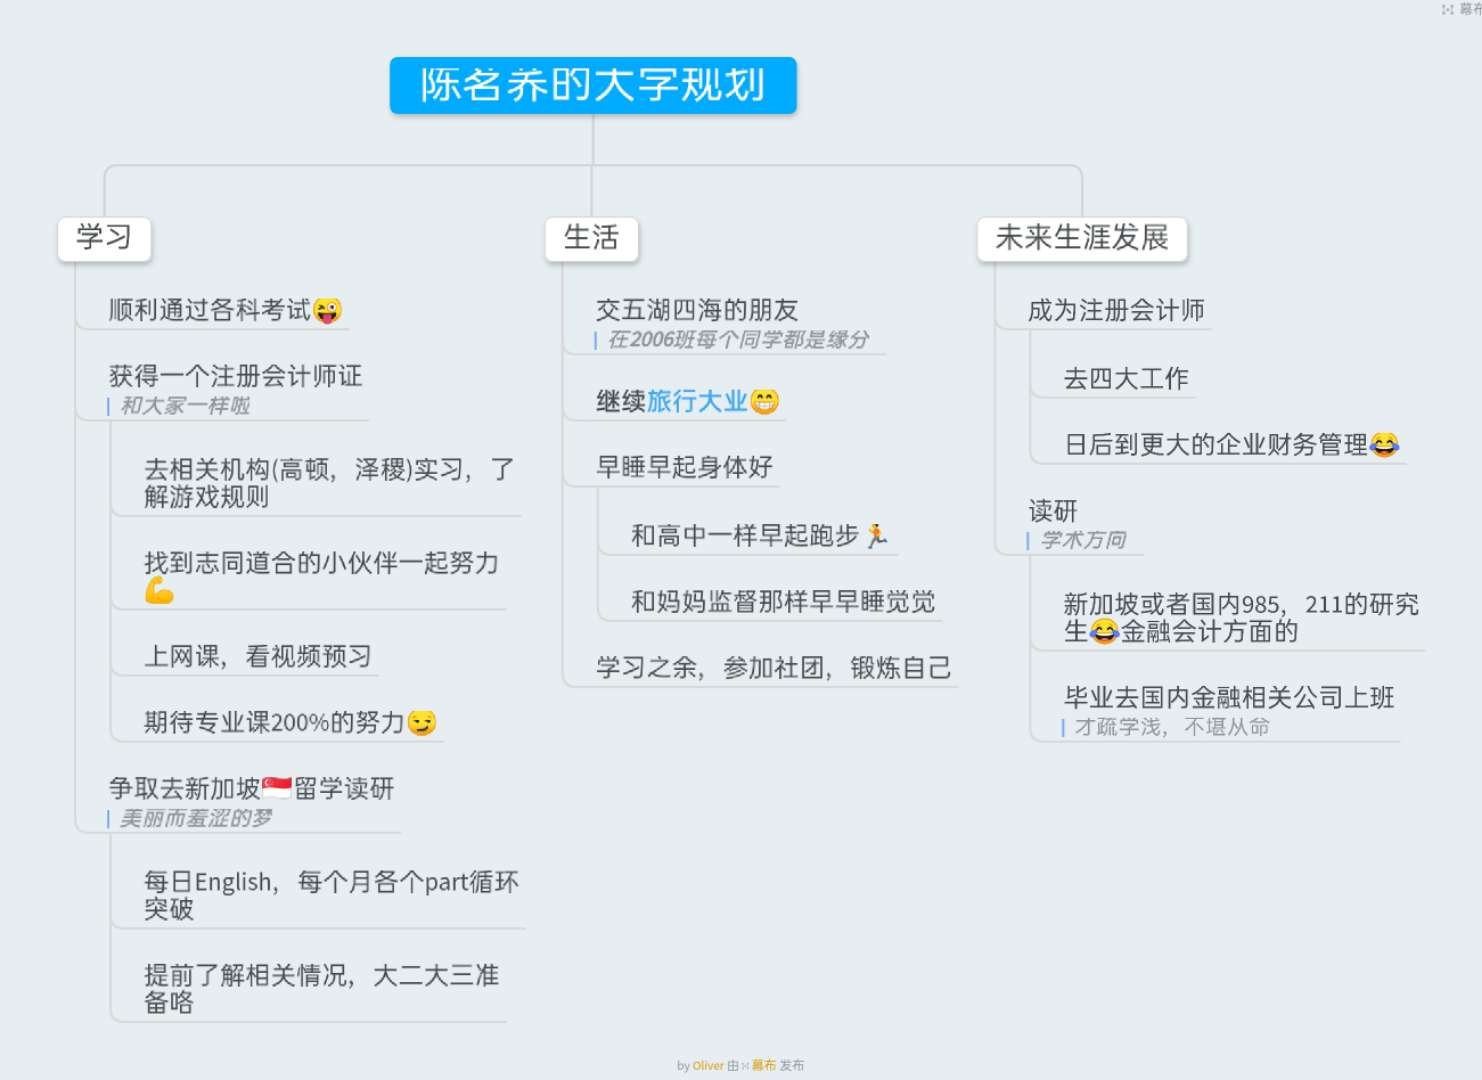 幕布
陈的大学规划
学习
顺利通过各科考试😜
获得一个注册会计师证
和大家一样啦
去相关机构(高顿，泽稷)实习，了
解游戏规则
找到志同道合的小伙伴一起努力
💪
上网课，看视频预习
期待专业课200%的努力😏
争取去新加坡🇸🇬留学读研
美丽而羞涩的梦
每日English，每个月各个part循环
突破
提前了解相关情况，大二大三准
备咯
生活
交五湖四海的朋友
在2006班每个同学都是缘分
继续旅行大业😁
早睡早起身体好
和高中一样早起跑步🏃
和妈妈监督那样早早睡觉觉
学习之余，参加社团，锻炼自己
未来生涯发展
成为注册会计师
去四大工作
日后到更大的企业财务管理😂
读研
学术方向
新加坡或者国内985，211的研究
生😂金融会计方面的
毕业去国内金融相关公司上班
才疏学浅，不堪从命
by Oliver 由 幕布 发布